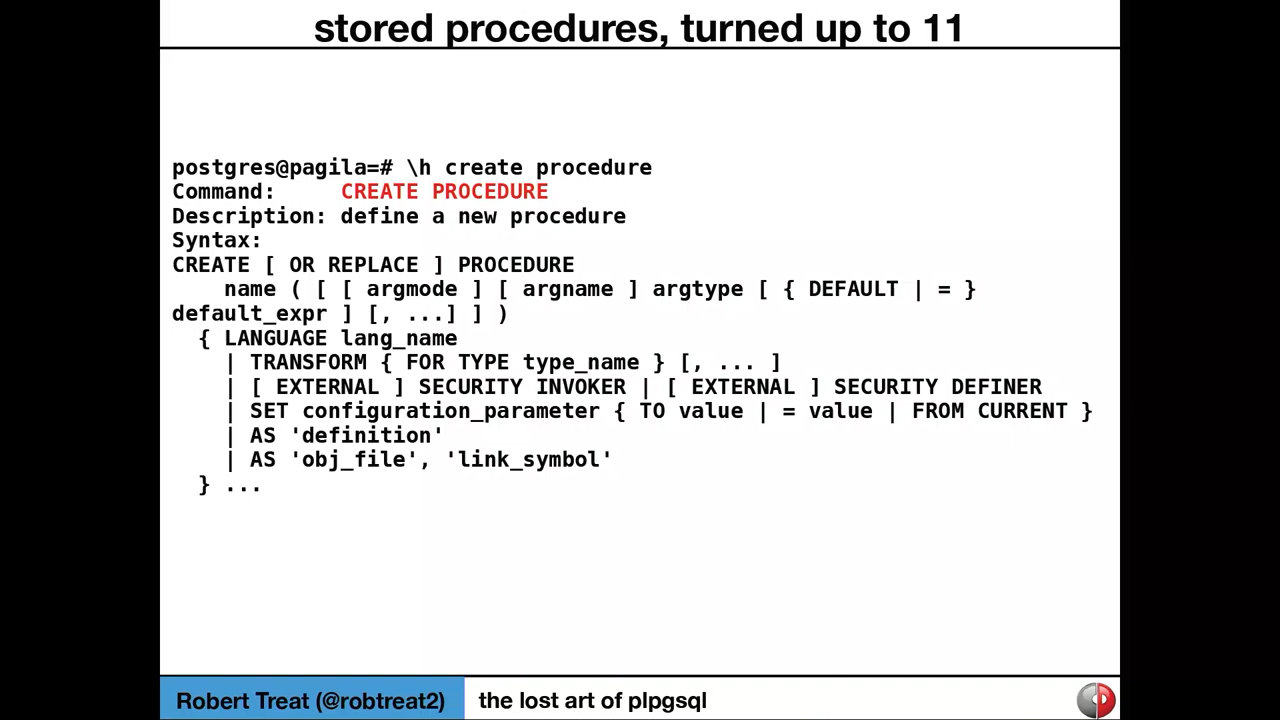 stored procedures, turned up to 11
postgres@pagila=# \h create procedure
Command:     CREATE PROCEDURE
Description: define a new procedure
Syntax:
CREATE [ OR REPLACE ] PROCEDURE
    name ( [ [ argmode ] [ argname ] argtype [ { DEFAULT | = }
default_expr ] [, ...] ] )
  { LANGUAGE lang_name
    | TRANSFORM { FOR TYPE type_name } [, ... ]
    | [ EXTERNAL ] SECURITY INVOKER | [ EXTERNAL ] SECURITY DEFINER
    | SET configuration_parameter { TO value | = value | FROM CURRENT }
    | AS 'definition'
    | AS 'obj_file', 'link_symbol'
  } ...
Robert Treat (@robtreat2)
the lost art of plpgsql